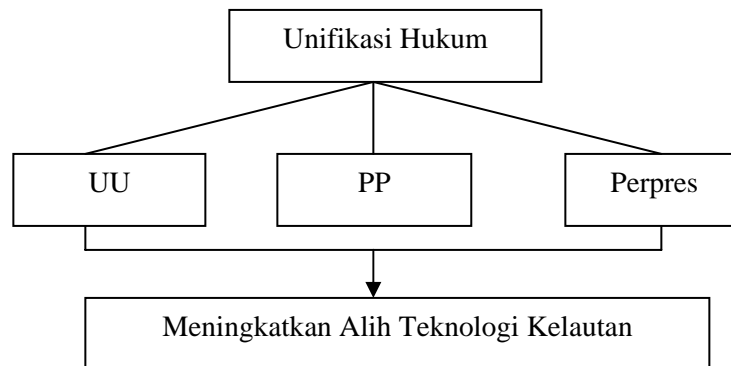 Unifikasi Hukum
UU
PP
Perpres
Meningkatkan Alih Teknologi Kelautan